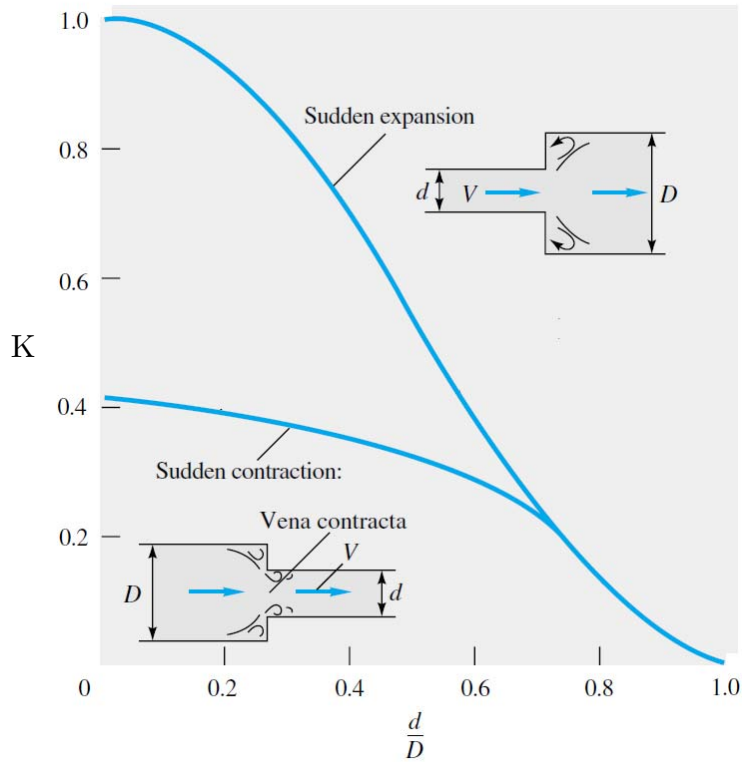 1.0
Sudden expansion
0.8
d
V
D
0.6
K
0.4
Sudden contraction:
Vena contracta
0.2
V
D
d
0 0.2 0.4 0.6 0.8 1.0
d
D